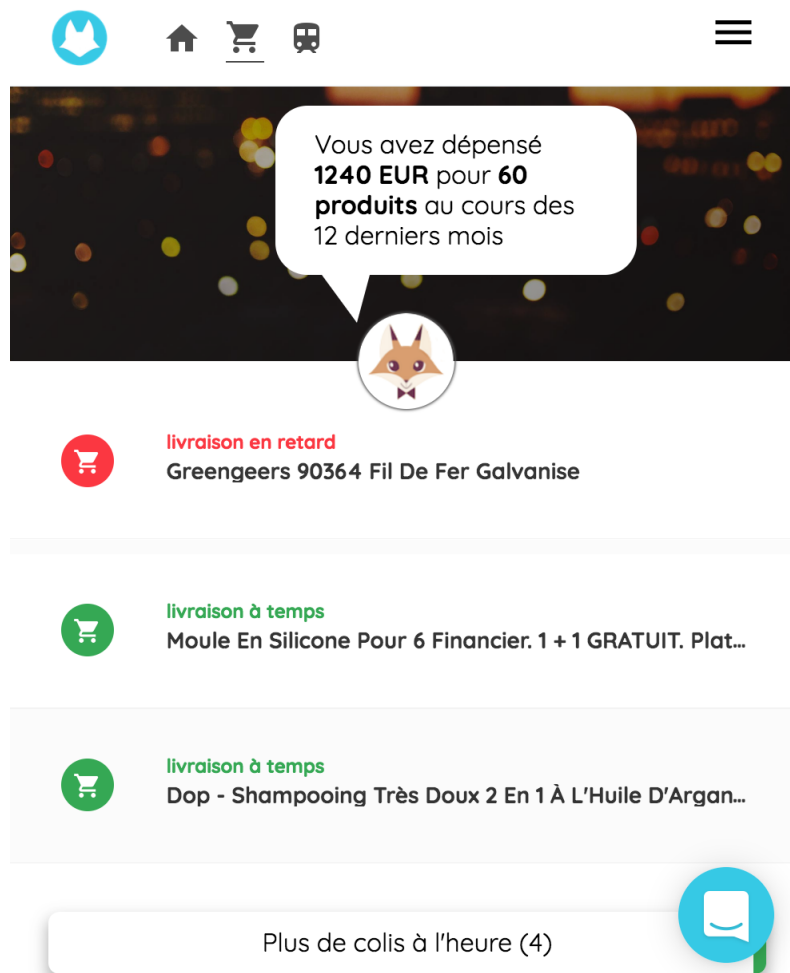 Vous avez dépensé
1240 EUR pour 60
produits au cours des
12 derniers mois
livraison en retard
Greengeers 90364 Fil De Fer Galvanise
livraison à temps
Moule En Silicone Pour 6 Financier. 1 + 1 GRATUIT. Plat...
livraison à temps
Dop - Shampooing Très Doux 2 En 1 À L'Huile D'Argan...
Plus de colis à l'heure (4)